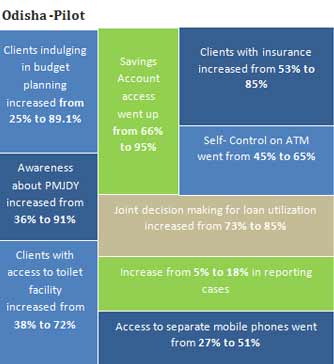 Odisha -Pilot
Clients indulging
in budget
planning
increased from
25% to 89.1%
Awareness
about PMJDY
increased from
36% to 91%
Clients with
access to toilet
facility
increased from
38% to 72%
Savings
Account
access
went up
from 66%
to 95%
Clients with insurance
increased from 53% to
85%
Self- Control on ATM
went from 45% to 65%
Joint decision making for loan utilization
increased from 73% to 85%
Increase from 5% to 18% in reporting
cases
Access to separate mobile phones went
from 27% to 51%